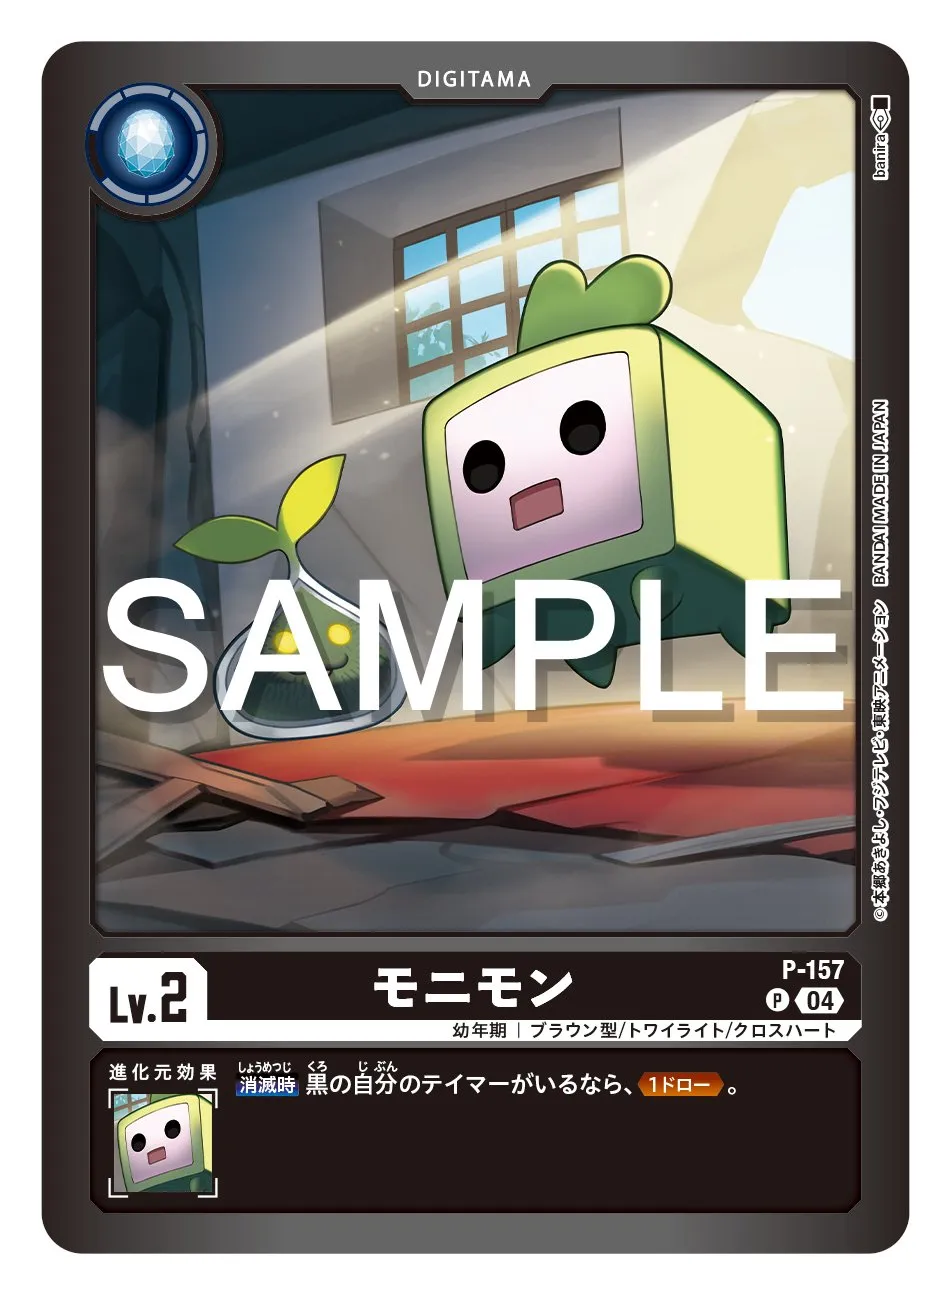 DIGITAMA
banira
BANDAI MADE IN JAPAN
©本郷あきよし・フジテレビ・東映アニメーション
SAMPLE
Lv.2
モニモン
P-157
P 04
幼年期 | ブラウン型/トワイライト/クロスハート
進化元効果
しょうめつじ くろ じぶん
消滅時 黒の自分のテイマーがいるなら、1ドロー。